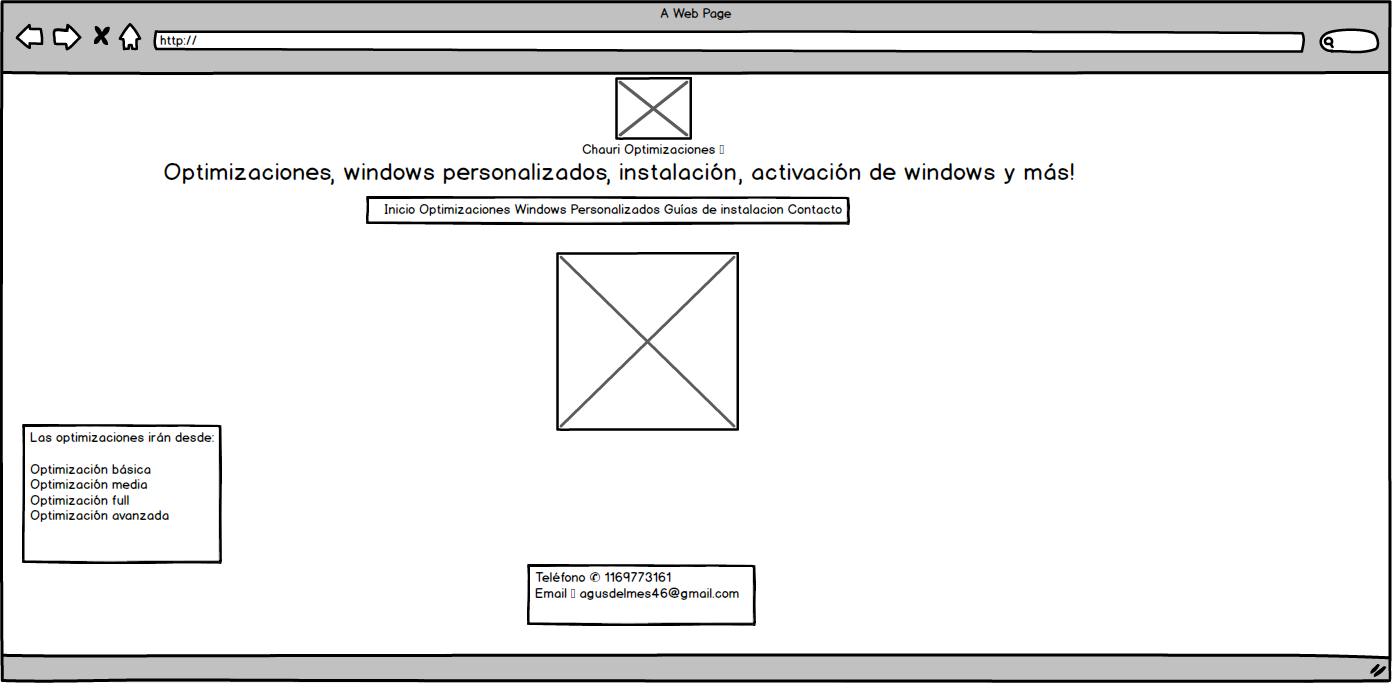 A Web Page
http://
Chauri Optimizaciones ▯
Optimizaciones, windows personalizados, instalación, activación de windows y más!
Inicio Optimizaciones Windows Personalizados Guías de instalacion Contacto
Las optimizaciones irán desde:
Optimización básica
Optimización media
Optimización full
Optimización avanzada
Teléfono ✆ 1169773161
Email ▯ agusdelmes46@gmail.com